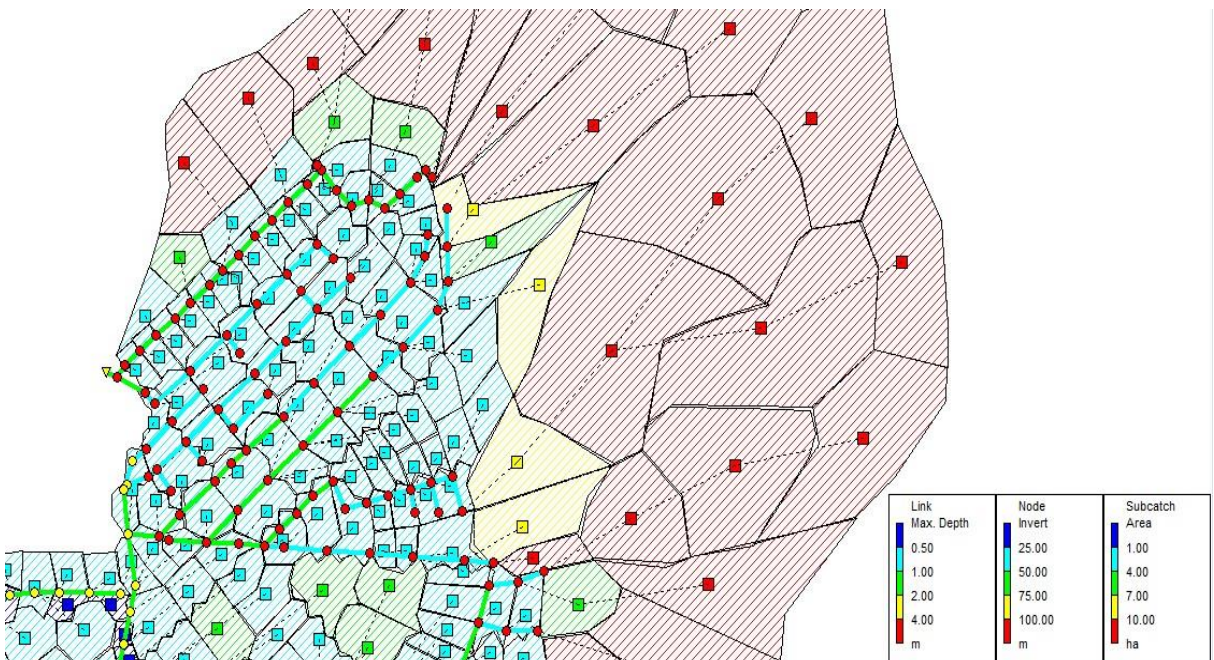 Link
Max. Depth
0.50
1.00
2.00
4.00
m
Node
Invert
25.00
50.00
75.00
100.00
m
Subcatch
Area
1.00
4.00
7.00
10.00
ha